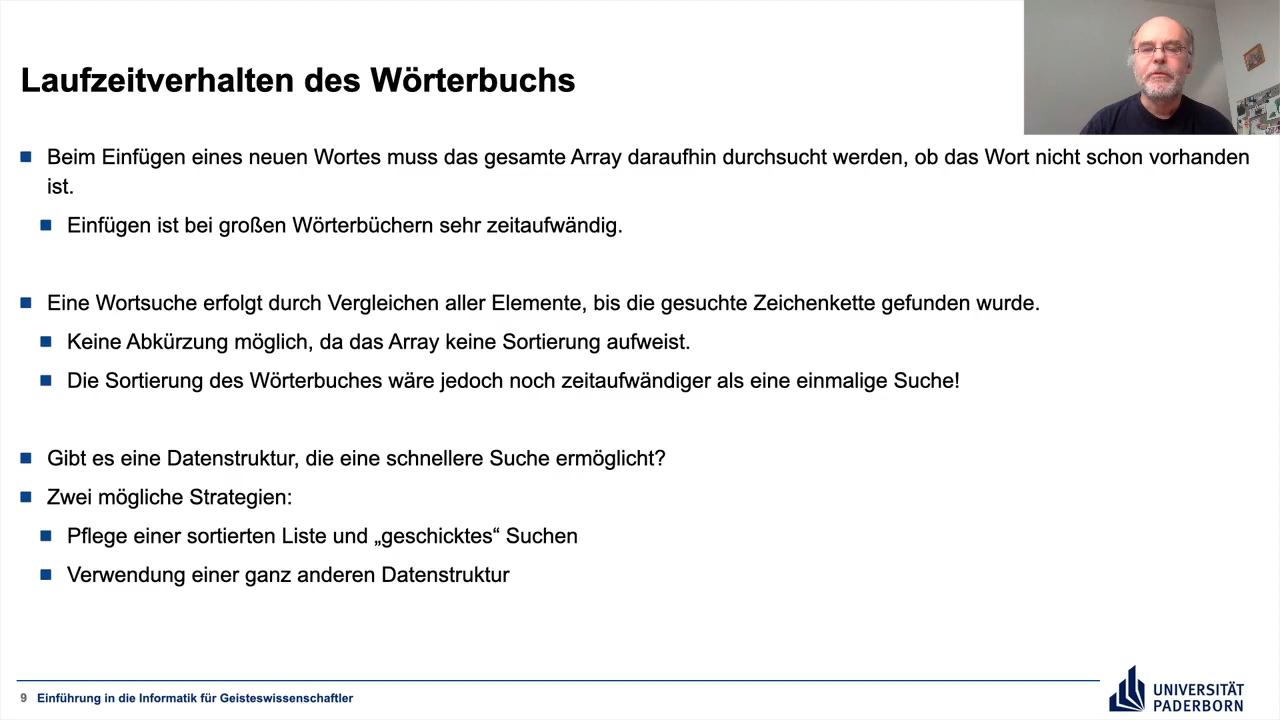 Laufzeitverhalten des Wörterbuchs
Beim Einfügen eines neuen Wortes muss das gesamte Array daraufhin durchsucht werden, ob das Wort nicht schon vorhanden
ist.
Einfügen ist bei großen Wörterbüchern sehr zeitaufwändig.
Eine Wortsuche erfolgt durch Vergleichen aller Elemente, bis die gesuchte Zeichenkette gefunden wurde.
Keine Abkürzung möglich, da das Array keine Sortierung aufweist.
Die Sortierung des Wörterbuches wäre jedoch noch zeitaufwändiger als eine einmalige Suche!
Gibt es eine Datenstruktur, die eine schnellere Suche ermöglicht?
Zwei mögliche Strategien:
Pflege einer sortierten Liste und „geschicktes“ Suchen
Verwendung einer ganz anderen Datenstruktur
9 Einführung in die Informatik für Geisteswissenschaftler
UNIVERSITÄT
PADERBORN